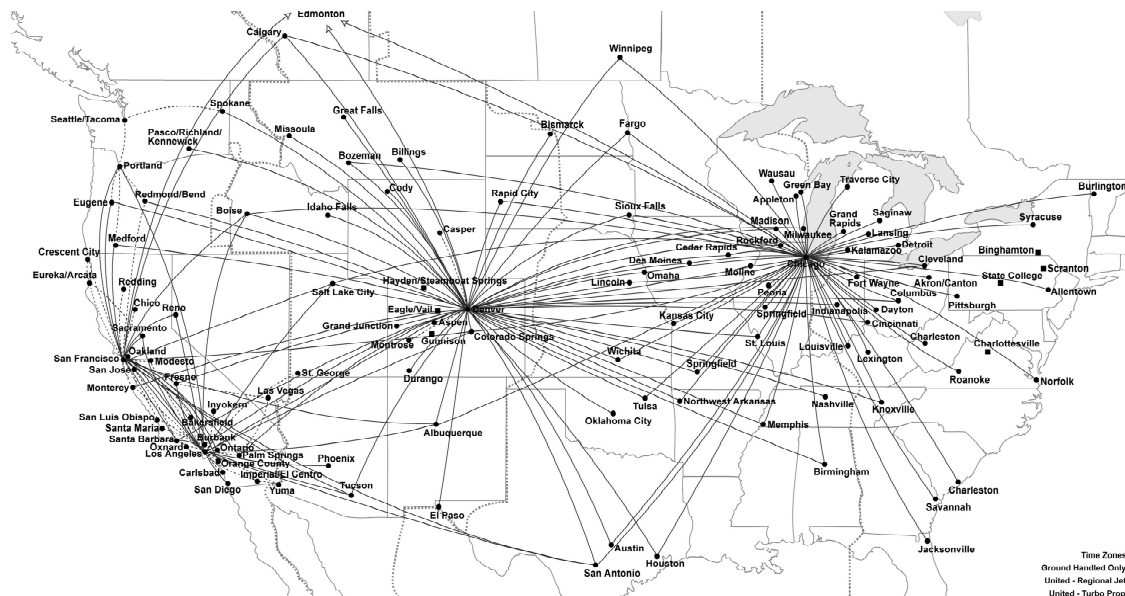 Edmonton
Calgary
Winnipeg
Spokane
Seattle/Tacoma
Great Falls
Bismarck
Fargo
Pasco/Richland/
Kennewick
Missoula
Portland
Bozeman
Billings
Wausau
Green Bay
Traverse City
Burlington
Cody
Redmond/Bend
Rapid City
Appleton
Eugene
Boise
Idaho Falls
Sioux Falls
Madison
Grand
Rapids
Saginaw
Syracuse
Casper
Milwaukee
Lansing
Medford
Rockford
Detroit
Crescent City
Cedar Rapids
Kalamazoo
Binghamton
Des Moines
Chicago
Cleveland
Scranton
Eureka/Arcata
Moline
Omaha
State College
Redding
Salt Lake City
Hayden/Steamboat Springs
Lincoln
Peoria
Fort Wayne
Akron/Canton
Allentown
Columbus
Chico
Reno
Eagle/Vail
Denver
Pittsburgh
Kansas City
Springfield
Indianapolis
Dayton
Sacramento
Grand Junction
Aspen
Cincinnati
Colorado Springs
Montrose
Gunnison
St. Louis
Louisville
Charleston
Charlottesville
Oakland
San Francisco
Modesto
Wichita
Springfield
Lexington
San Jose
St. George
Fresno
Durango
Roanoke
Norfolk
Monterey
Las Vegas
Tulsa
Northwest Arkansas
Nashville
Knoxville
Inyokern
San Luis Obispo
Bakersfield
Oklahoma City
Santa Maria
Albuquerque
Memphis
Santa Barbara
Burbank
Oxnard
Ontario
Los Angeles
Palm Springs
Phoenix
Orange County
Birmingham
Carlsbad
Imperial/El Centro
San Diego
Yuma
Tucson
Charleston
Savannah
El Paso
Austin
Jacksonville
San Antonio
Houston
Time Zones
Ground Handled Only
United - Regional Jet
United - Turbo Prop